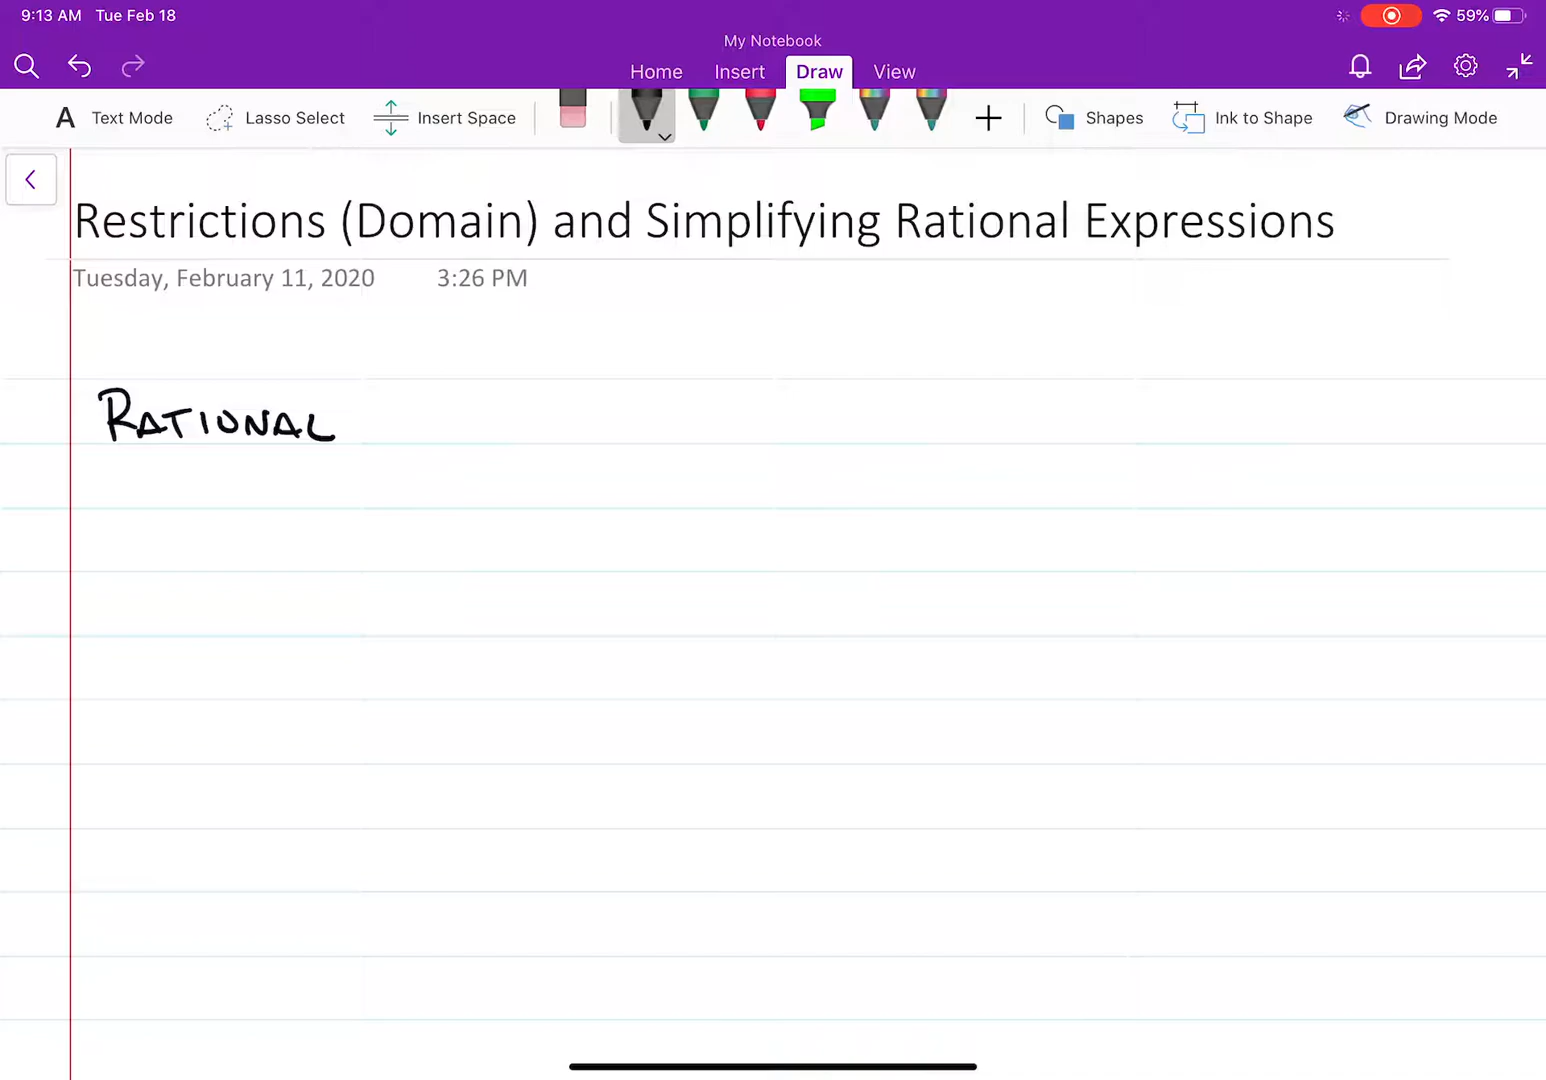 9:13 AM Tue Feb 18
59%
My Notebook
Home Insert Draw View
A Text Mode Lasso Select Insert Space Shapes Ink to Shape Drawing Mode
Restrictions (Domain) and Simplifying Rational Expressions
Tuesday, February 11, 2020 3:26 PM
RATIONAL